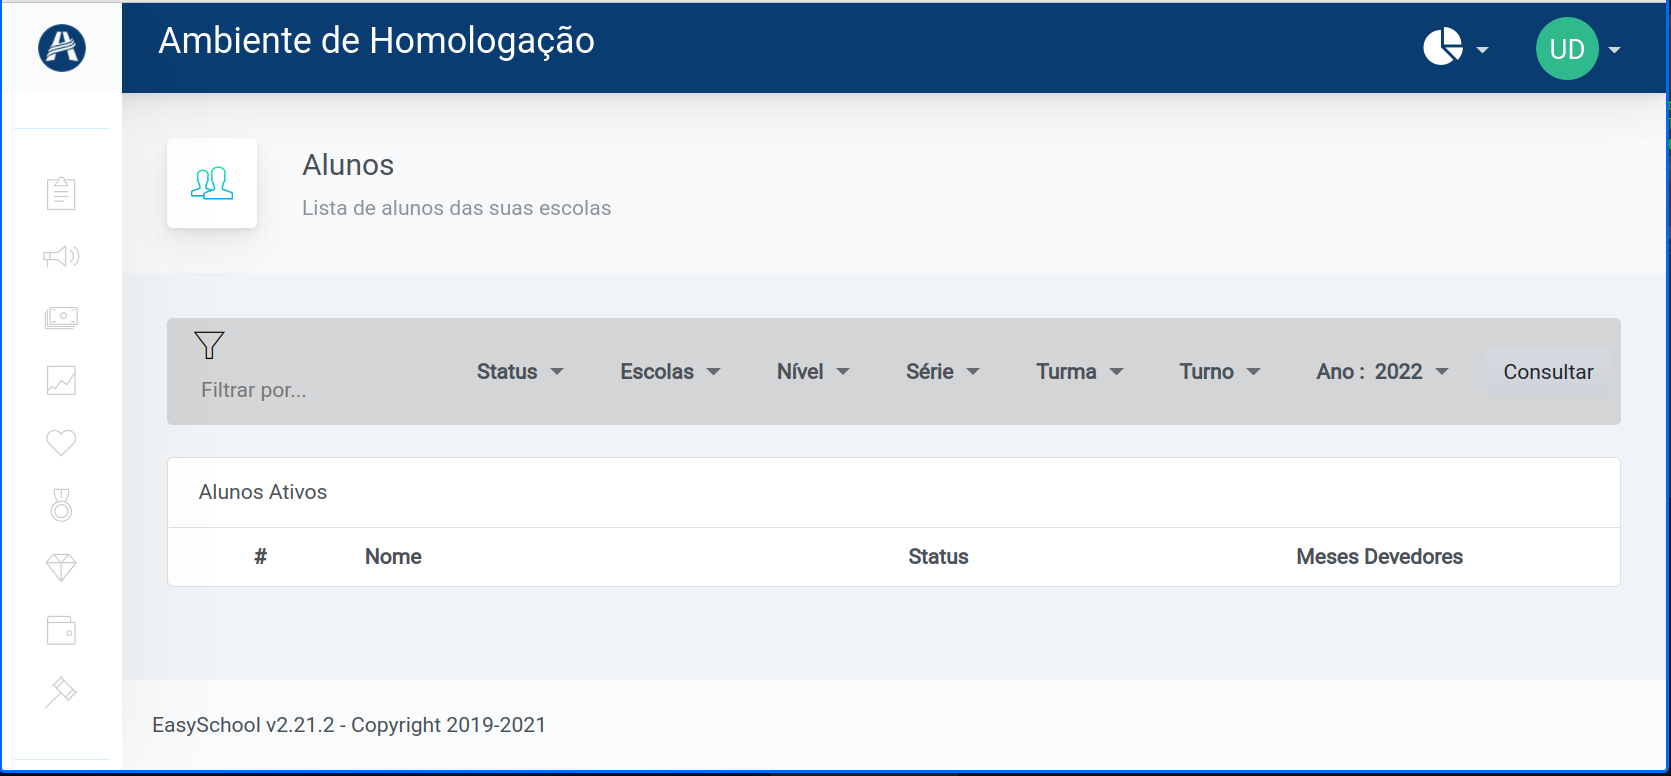 Ambiente de Homologação
UD
Alunos
Lista de alunos das suas escolas
Filtrar por...
Status Escolas Nível Série Turma Turno Ano : 2022 Consultar
Alunos Ativos
# Nome Status Meses Devedores
EasySchool v2.21.2 - Copyright 2019-2021